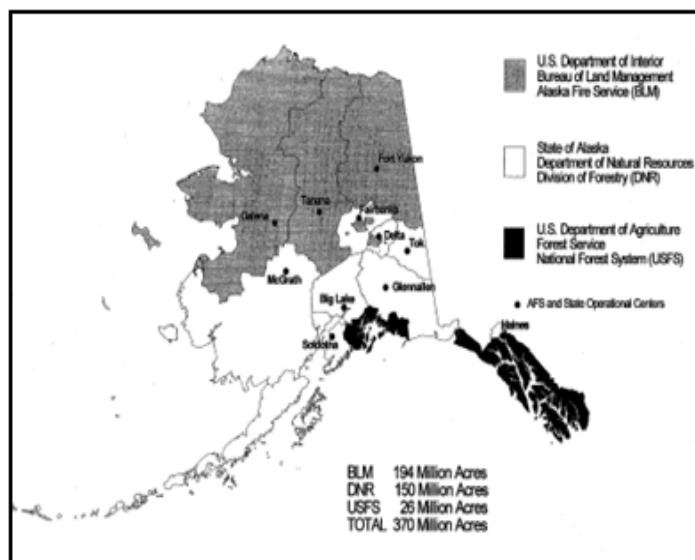 U.S. Department of Interior
Bureau of Land Management
Alaska Fire Service (BLM)
Fort Yukon
State of Alaska
Department of Natural Resources
Division of Forestry (DNR)
Tanana
Fairbanks
Galena
Delta
Tok
U.S. Department of Agriculture
Forest Service
National Forest System (USFS)
McGrath
Glennallen
Big Lake
AFS and State Operational Centers
Haines
Soldotna
BLM 194 Million Acres
DNR 150 Million Acres
USFS 26 Million Acres
TOTAL 370 Million Acres